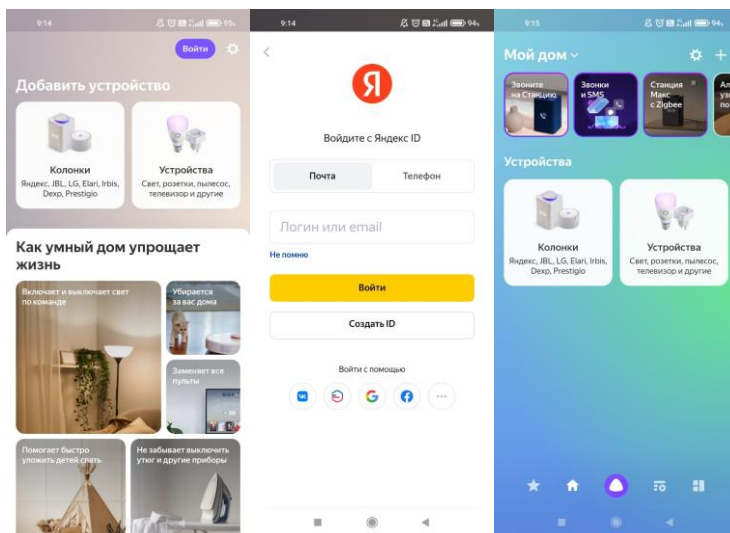 9:14
95%
Войти
Добавить устройство
Колонки
Яндекс, JBL, LG, Elari, Irbis,
Dexp, Prestigio
Устройства
Свет, розетки, пылесос,
телевизор и другие
Как умный дом упрощает
жизнь
Включает и выключает свет
по команде
Убирается
за вас дома
Заменяет все
пульты
Помогает быстро
уложить детей спать
Не забывает выключить
утюг и другие приборы
9:14
94%
Я
Войдите с Яндекс ID
Почта
Телефон
Логин или email
Не помню
Войти
Создать ID
Войти с помощью
9:15
94%
Мой дом
Звоните
на Станцию
Звонки
и SMS
Станция
Макс
с Zigbee
Устройства
Колонки
Яндекс, JBL, LG, Elari, Irbis,
Dexp, Prestigio
Устройства
Свет, розетки, пылесос,
телевизор и другие